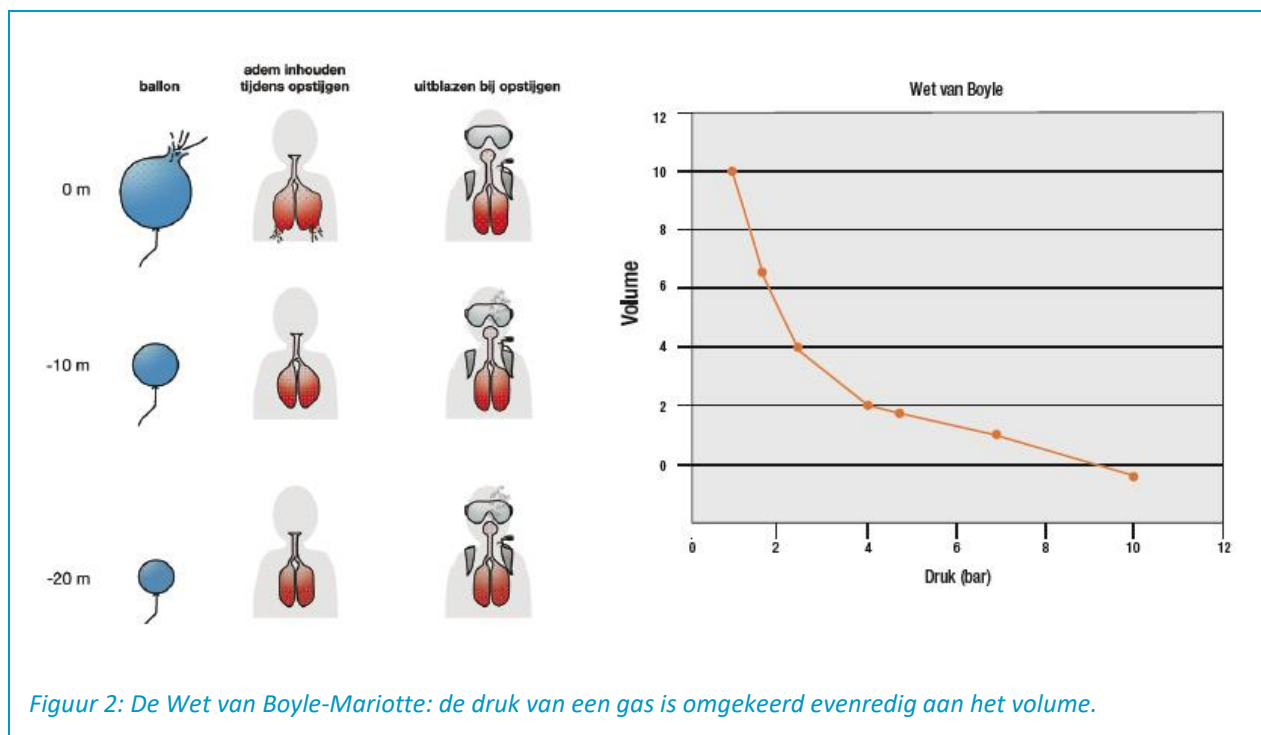 ballon
adem inhouden
tijdens opstijgen
uitblazen bij opstijgen
0 m
-10 m
-20 m
Wet van Boyle
Volume
12
10
8
6
4
2
0
0 2 4 6 8 10 12
Druk (bar)
Figuur 2: De Wet van Boyle-Mariotte: de druk van een gas is omgekeerd evenredig aan het volume.